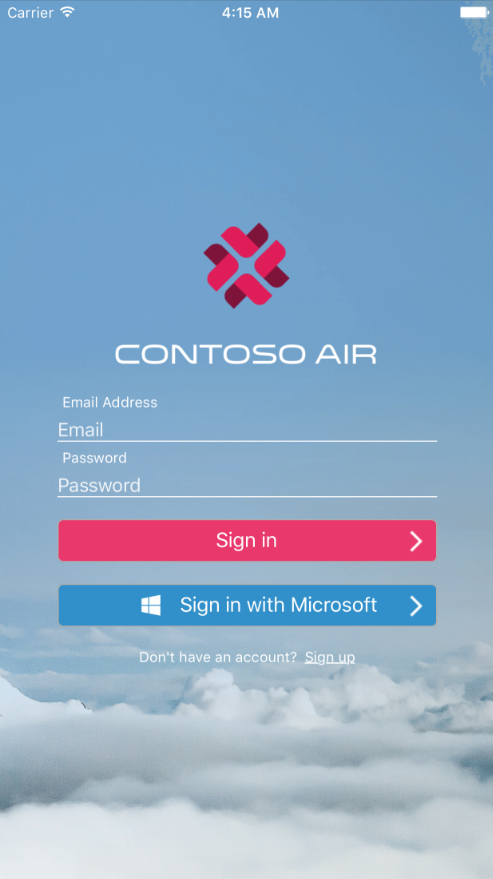 Carrier 4:15 AM
CONTOSO AIR
Email Address
Email
Password
Password
Sign in
Sign in with Microsoft
Don't have an account? Sign up